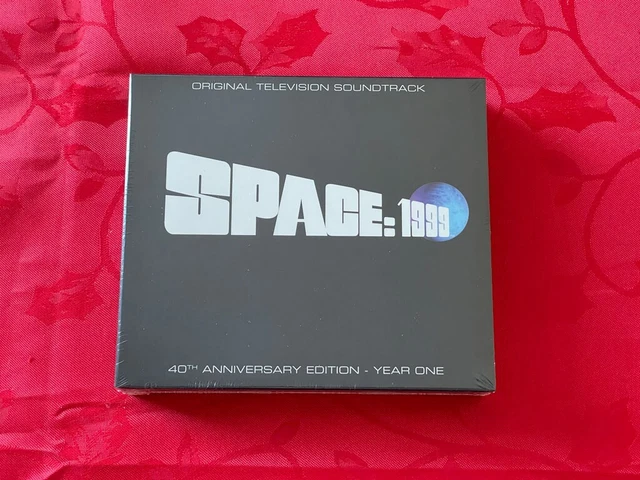 ORIGINAL TELEVISION SOUNDTRACK
SPACE: 1999
40TH ANNIVERSARY EDITION - YEAR ONE